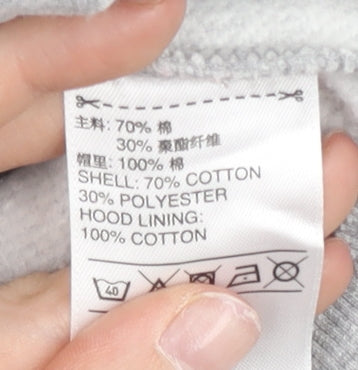 主料: 70% 棉
30% 聚酯纤维
帽里: 100% 棉
SHELL: 70% COTTON
30% POLYESTER
HOOD LINING:
100% COTTON
40